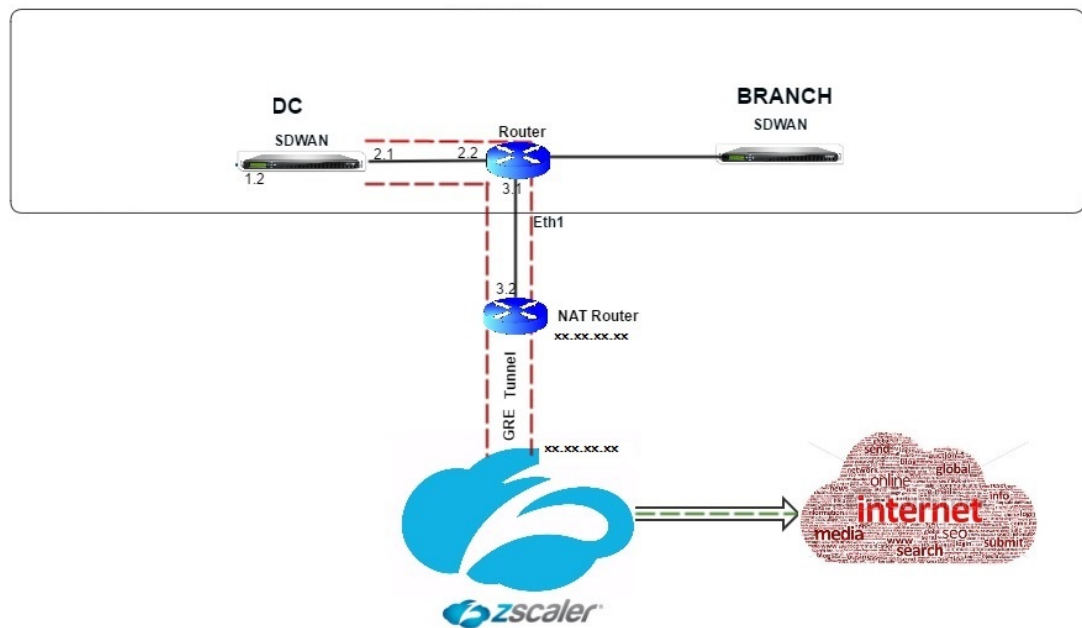 DC
BRANCH
SDWAN
Router
SDWAN
2.1
2.2
1.2
3.1
Eth1
3.2
NAT Router
xx.xx.xx.xx
GRE Tunnel
xx.xx.xx.xx
send
global
online
info
internet
media
www
seo
submit
search
zscaler